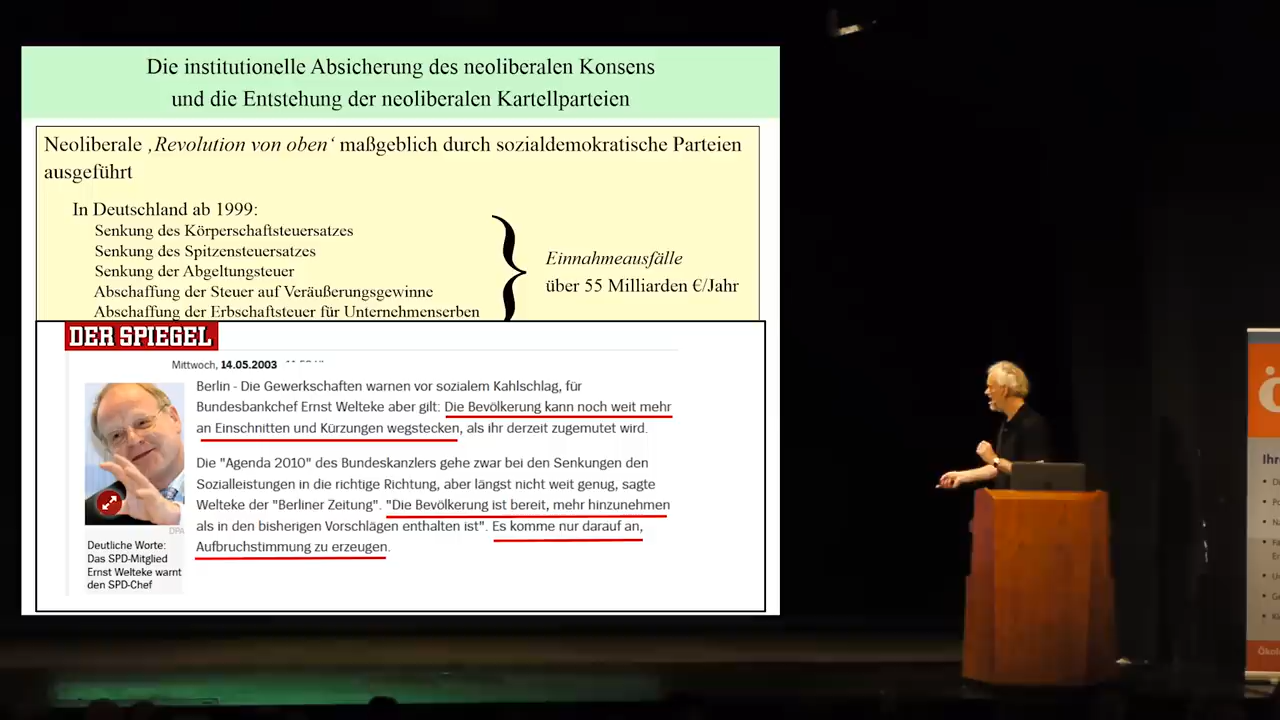 Die institutionelle Absicherung des neoliberalen Konsens
und die Entstehung der neoliberalen Kartellparteien
Neoliberale ‚Revolution von oben‘ maßgeblich durch sozialdemokratische Parteien
ausgeführt
In Deutschland ab 1999:
Senkung des Körperschaftsteuersatzes
Senkung des Spitzensteuersatzes
Senkung der Abgeltungsteuer
Abschaffung der Steuer auf Veräußerungsgewinne
Abschaffung der Erbschaftsteuer für Unternehmenserben
}
Einnahmeausfälle
über 55 Milliarden €/Jahr
DER SPIEGEL
Mittwoch, 14.05.2003
Berlin - Die Gewerkschaften warnen vor sozialem Kahlschlag, für
Bundesbankchef Ernst Welteke aber gilt: Die Bevölkerung kann noch weit mehr
an Einschnitten und Kürzungen wegstecken, als ihr derzeit zugemutet wird.
Die "Agenda 2010" des Bundeskanzlers gehe zwar bei den Senkungen den
Sozialleistungen in die richtige Richtung, aber längst nicht weit genug, sagte
Welteke der "Berliner Zeitung". "Die Bevölkerung ist bereit, mehr hinzunehmen
als in den bisherigen Vorschlägen enthalten ist". Es komme nur darauf an,
Aufbruchstimmung zu erzeugen.
DPA
Deutliche Worte:
Das SPD-Mitglied
Ernst Welteke warnt
den SPD-Chef
ö
Ihre